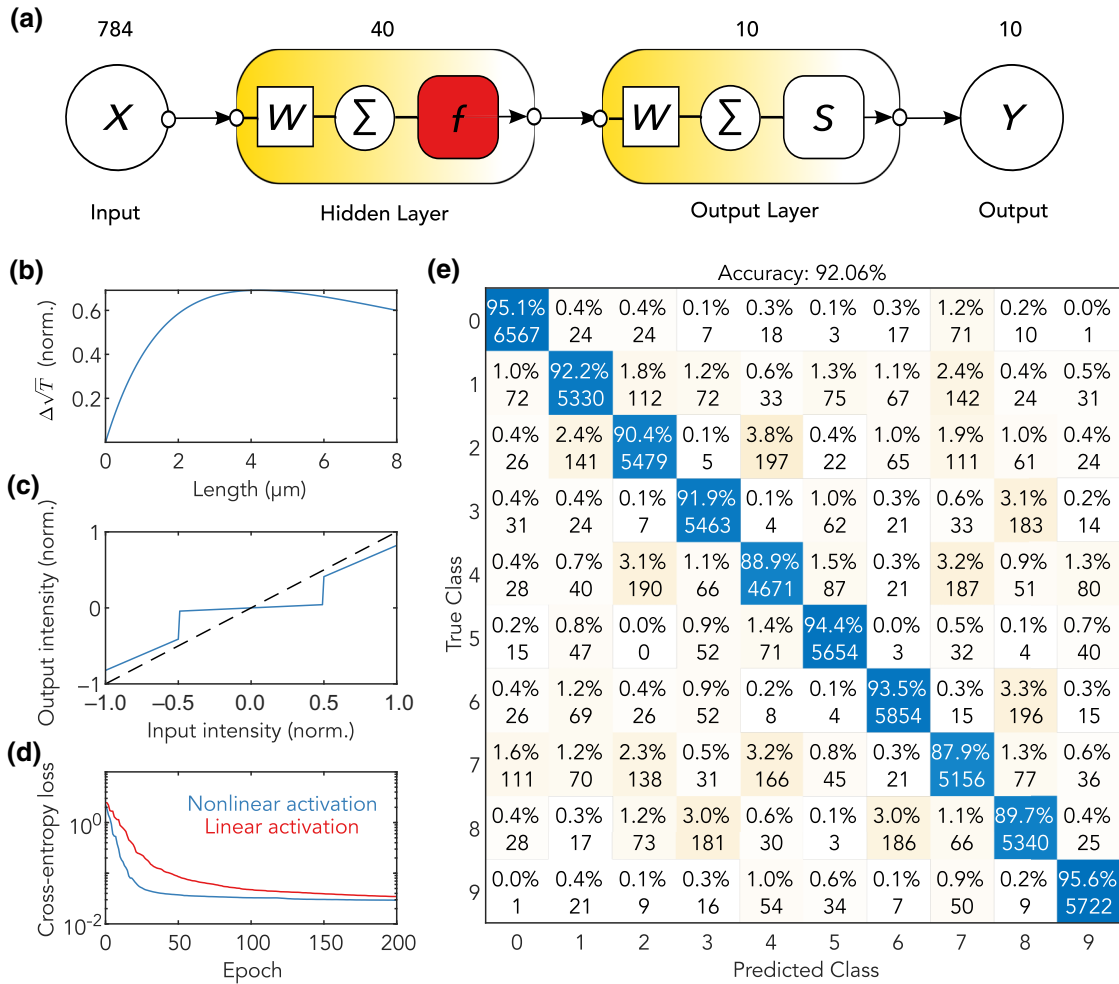 (a)
784 40 10 10
X W Σ f W Σ S Y
Input Hidden Layer Output Layer Output
(b)
Δ√T (norm.)
0.6
0.4
0.2
0 2 4 6 8
Length (μm)
(c)
Output intensity (norm.)
1
0
−1
−1.0 −0.5 0.0 0.5 1.0
Input intensity (norm.)
(d)
Cross-entropy loss
10⁰
10⁻²
Nonlinear activation
Linear activation
0 50 100 150 200
Epoch
(e)
Accuracy: 92.06%
True Class
0
95.1% 0.4% 0.4% 0.1% 0.3% 0.1% 0.3% 1.2% 0.2% 0.0%
6567 24 24 7 18 3 17 71 10 1
1
1.0% 92.2% 1.8% 1.2% 0.6% 1.3% 1.1% 2.4% 0.4% 0.5%
72 5330 112 72 33 75 67 142 24 31
2
0.4% 2.4% 90.4% 0.1% 3.8% 0.4% 1.0% 1.9% 1.0% 0.4%
26 141 5479 5 197 22 65 111 61 24
3
0.4% 0.4% 0.1% 91.9% 0.1% 1.0% 0.3% 0.6% 3.1% 0.2%
31 24 7 5463 4 62 21 33 183 14
4
0.4% 0.7% 3.1% 1.1% 88.9% 1.5% 0.3% 3.2% 0.9% 1.3%
28 40 190 66 4671 87 21 187 51 80
5
0.2% 0.8% 0.0% 0.9% 1.4% 94.4% 0.0% 0.5% 0.1% 0.7%
15 47 0 52 71 5654 3 32 4 40
6
0.4% 1.2% 0.4% 0.9% 0.2% 0.1% 93.5% 0.3% 3.3% 0.3%
26 69 26 52 8 4 5854 15 196 15
7
1.6% 1.2% 2.3% 0.5% 3.2% 0.8% 0.3% 87.9% 1.3% 0.6%
111 70 138 31 166 45 21 5156 77 36
8
0.4% 0.3% 1.2% 3.0% 0.6% 0.1% 3.0% 1.1% 89.7% 0.4%
28 17 73 181 30 3 186 66 5340 25
9
0.0% 0.4% 0.1% 0.3% 1.0% 0.6% 0.1% 0.9% 0.2% 95.6%
1 21 9 16 54 34 7 50 9 5722
0 1 2 3 4 5 6 7 8 9
Predicted Class